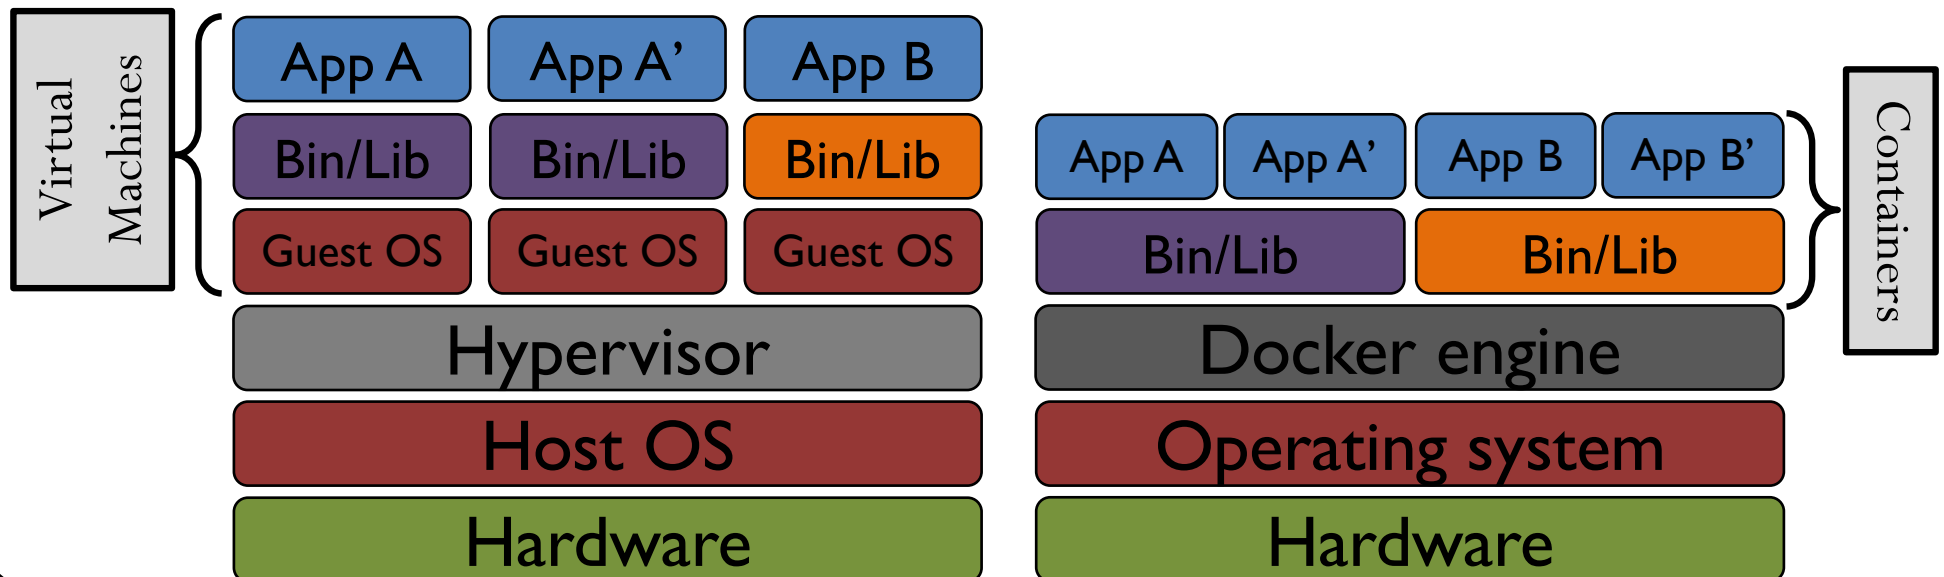 Virtual
Machines
App A
App A’
App B
Bin/Lib
Bin/Lib
Bin/Lib
Guest OS
Guest OS
Guest OS
Hypervisor
Host OS
Hardware
App A
App A’
App B
App B’
Bin/Lib
Bin/Lib
Docker engine
Operating system
Hardware
Containers